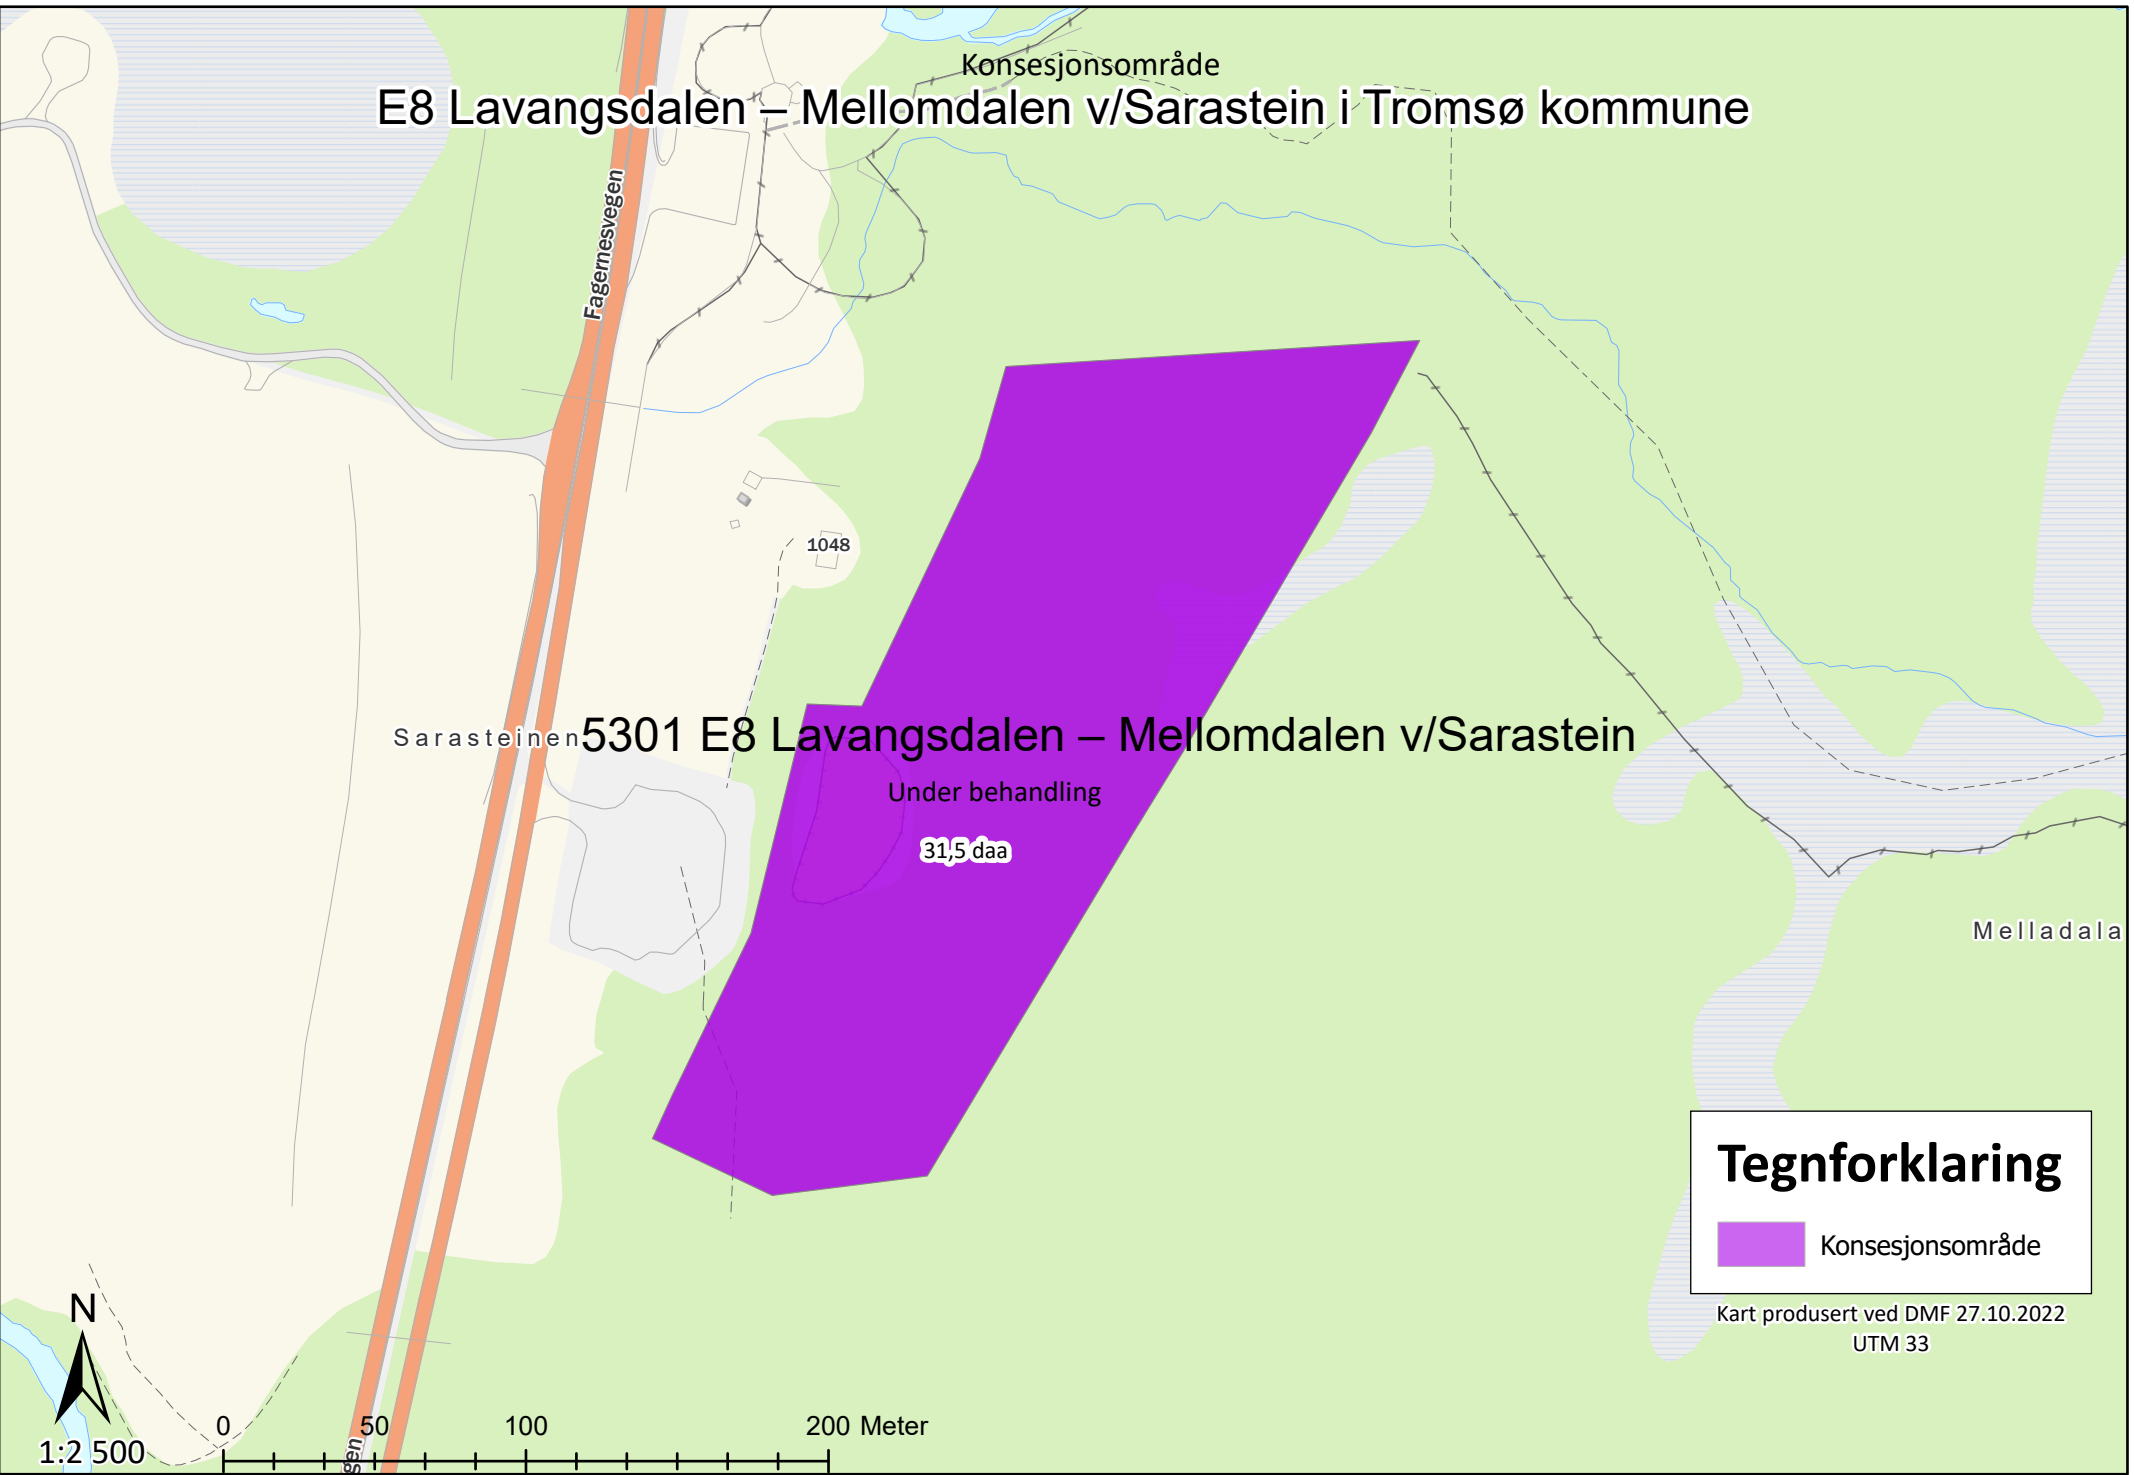 Konsesjonsområde
E8 Lavangsdalen – Mellomdalen v/Sarastein i Tromsø kommune
Fagernesvegen
1048
Sarasteinen
5301 E8 Lavangsdalen – Mellomdalen v/Sarastein
Under behandling
31,5 daa
Melladala
Tegnforklaring
Konsesjonsområde
Kart produsert ved DMF 27.10.2022
UTM 33
N
1:2 500
0 50 100 200 Meter
gen